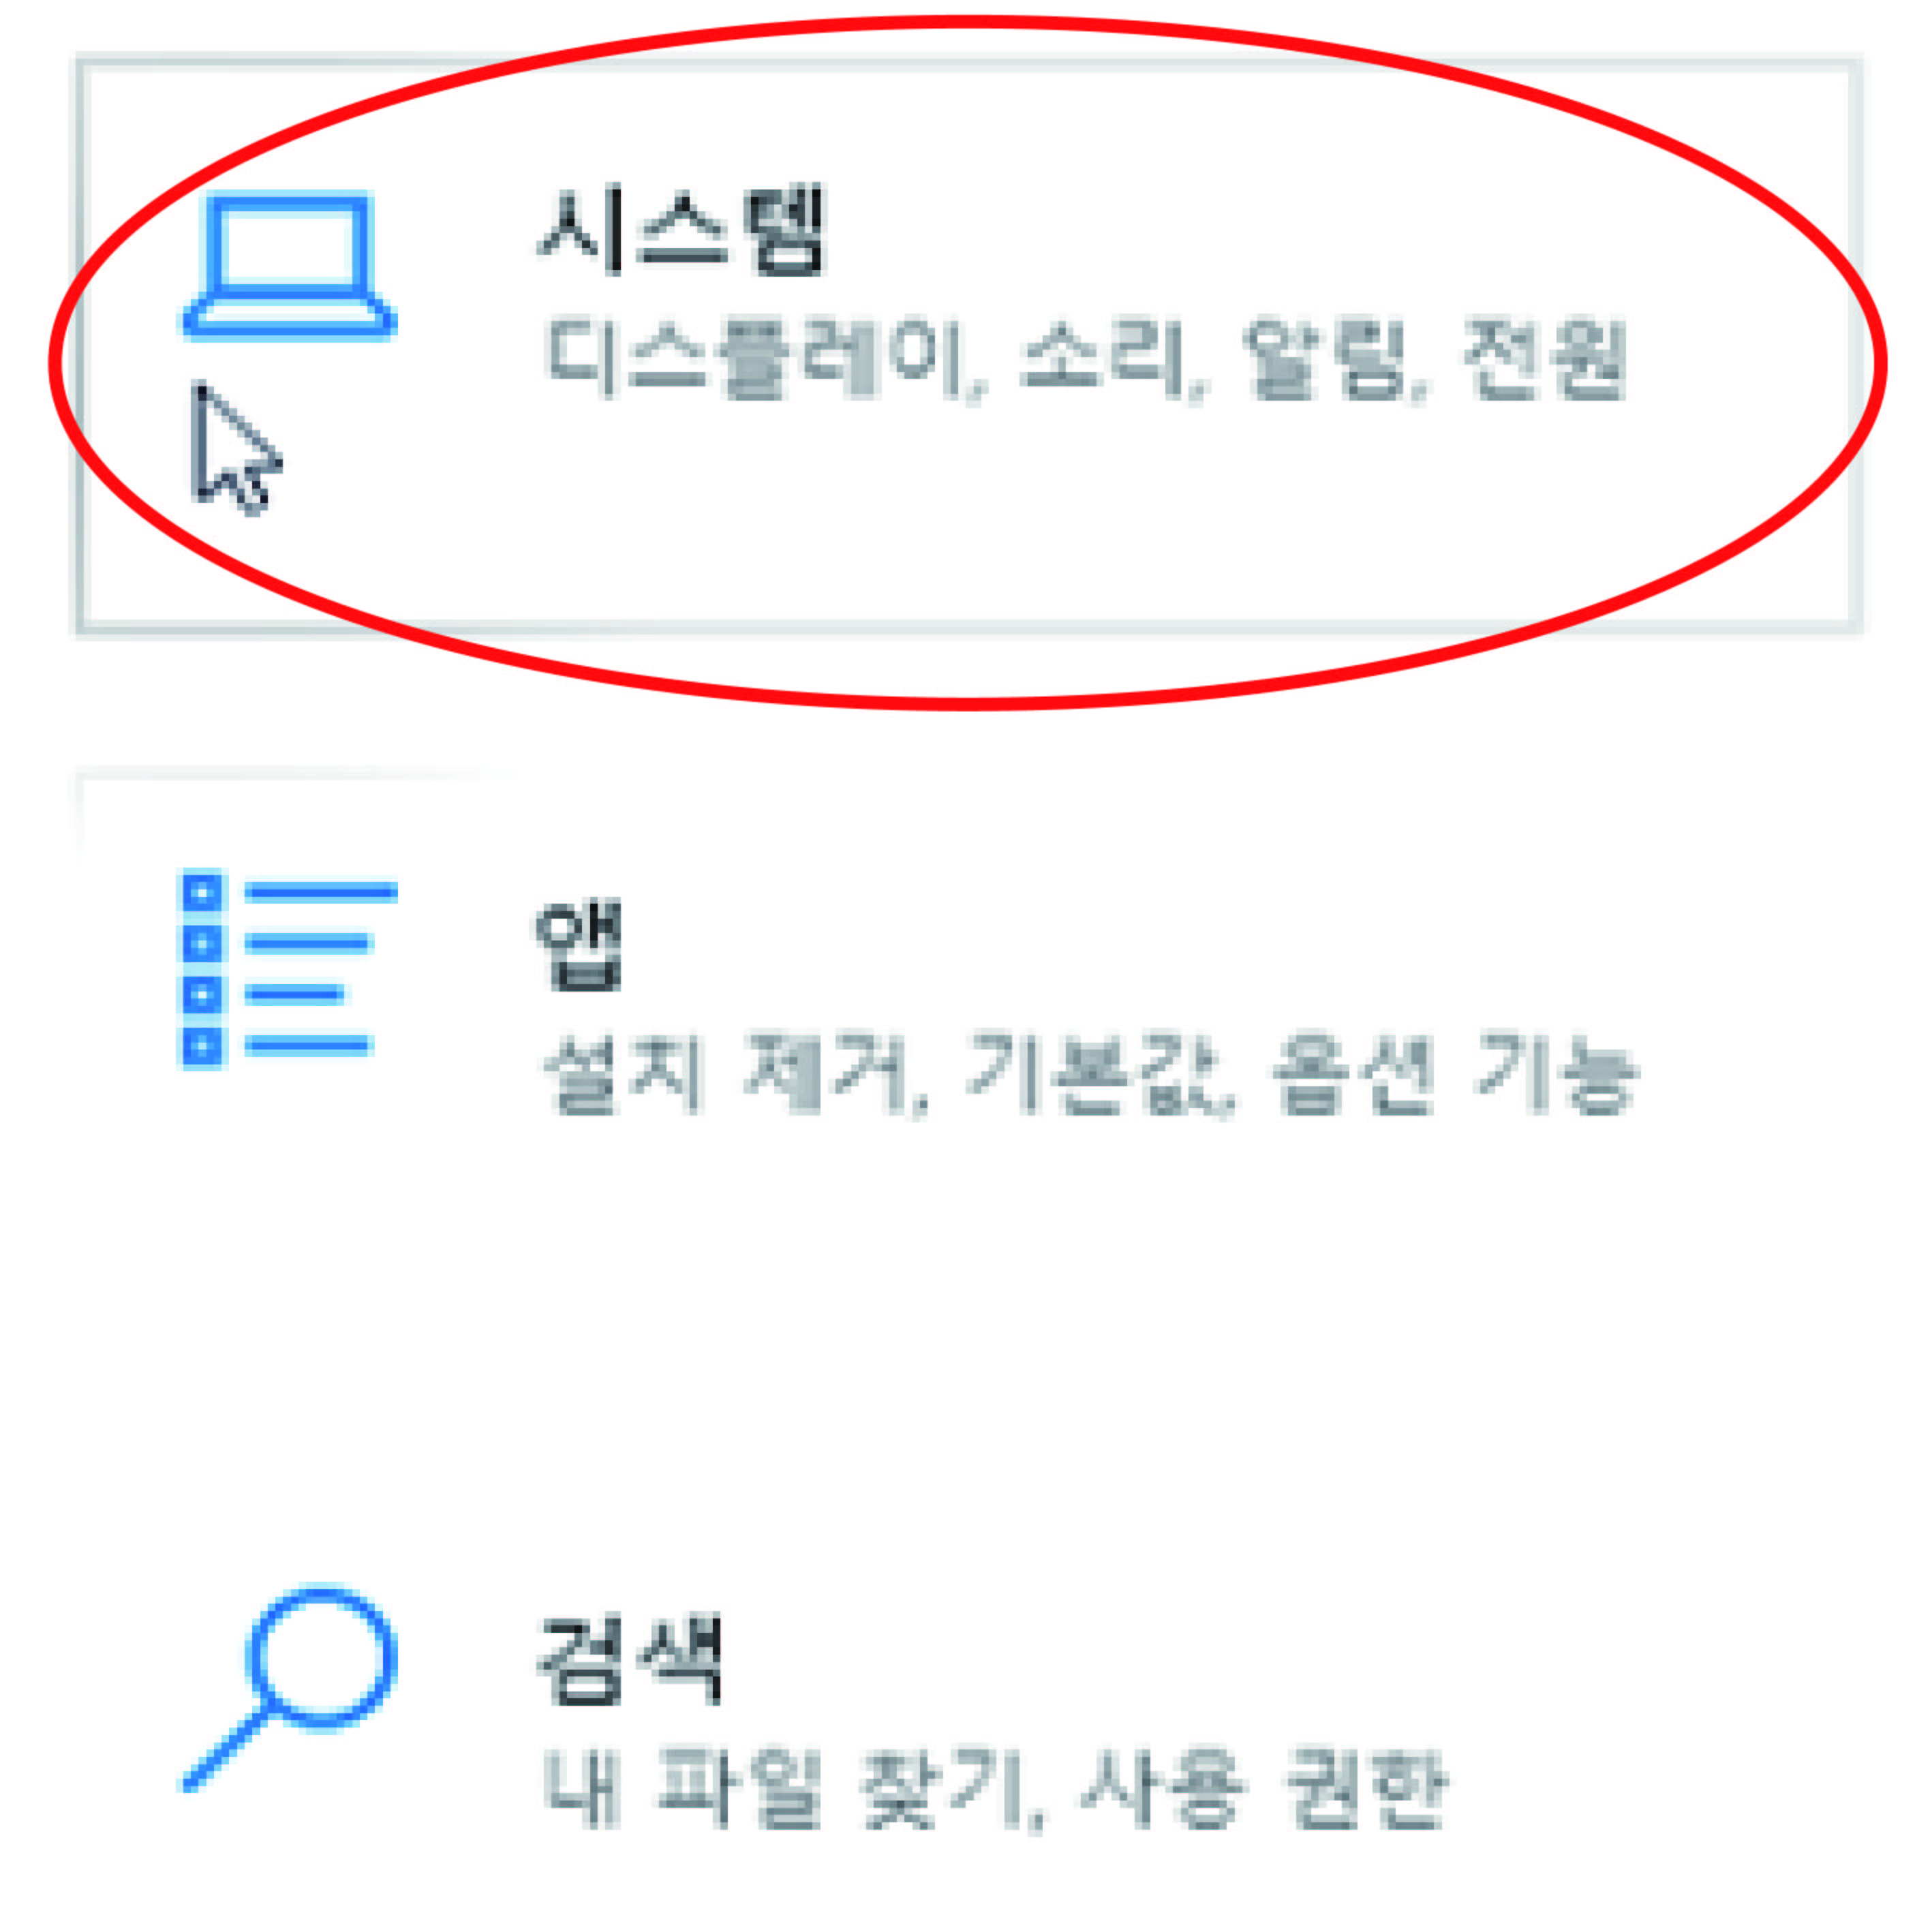 시스템
디스플레이, 소리, 알림, 전원
앱
설치 제거, 기본값, 옵션 기능
검색
내 파일 찾기, 사용 권한